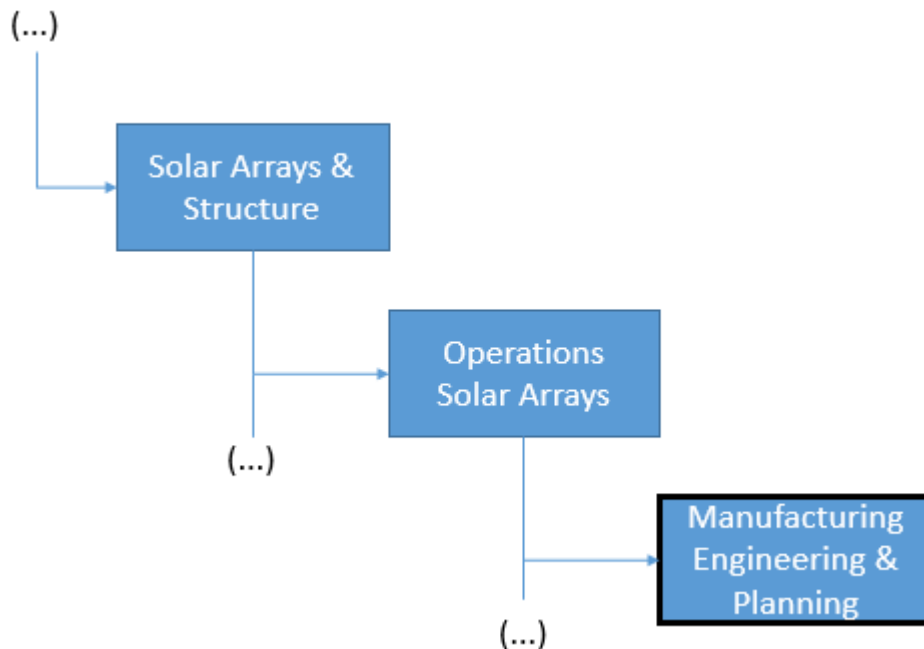 (...)
Solar Arrays &
Structure
Operations
Solar Arrays
(...)
Manufacturing
Engineering &
Planning
(...)